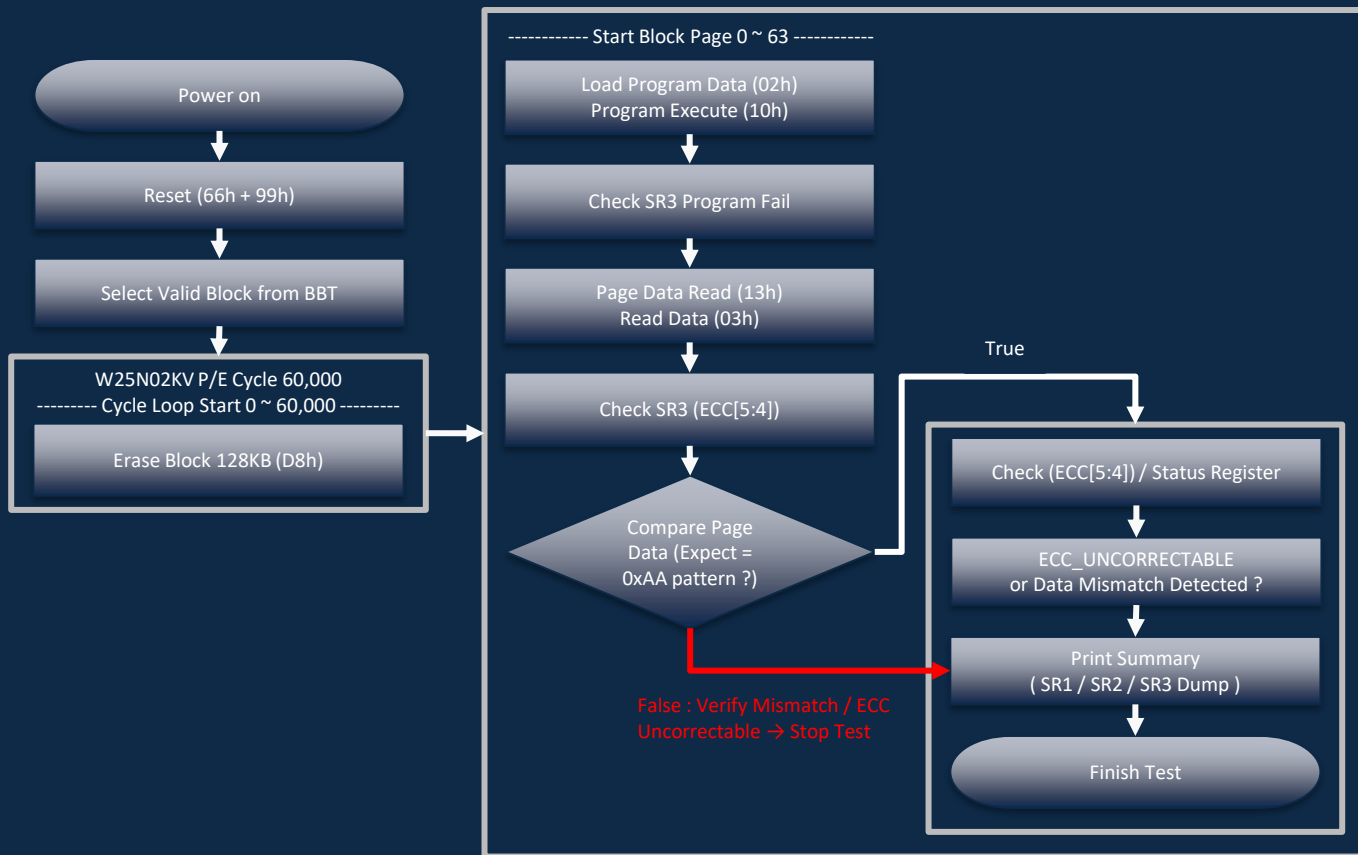 Power on
Reset (66h + 99h)
Select Valid Block from BBT
W25N02KV P/E Cycle 60,000
--------- Cycle Loop Start 0 ~ 60,000 ---------
Erase Block 128KB (D8h)
------------ Start Block Page 0 ~ 63 ------------
Load Program Data (02h)
Program Execute (10h)
Check SR3 Program Fail
Page Data Read (13h)
Read Data (03h)
Check SR3 (ECC[5:4])
Compare Page
Data (Expect =
0xAA pattern ?)
True
False : Verify Mismatch / ECC
Uncorrectable → Stop Test
Check (ECC[5:4]) / Status Register
ECC_UNCORRECTABLE
or Data Mismatch Detected ?
Print Summary
( SR1 / SR2 / SR3 Dump )
Finish Test